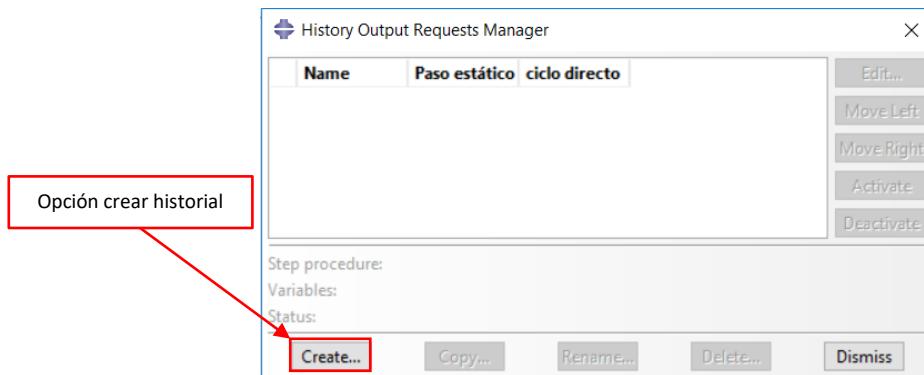 History Output Requests Manager
Name Paso estático ciclo directo
Edit...
Move Left
Move Right
Activate
Deactivate
Opción crear historial
Step procedure:
Variables:
Status:
Create... Copy... Rename... Delete... Dismiss